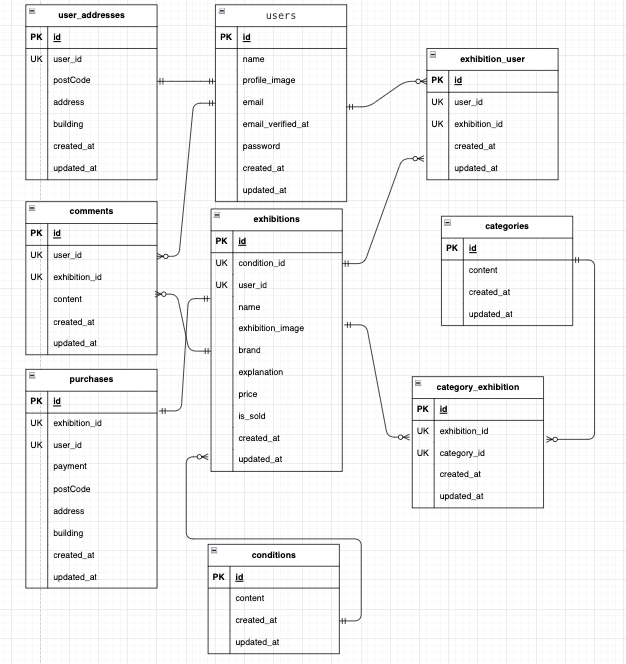 user_addresses
PK id
UK user_id
postCode
address
building
created_at
updated_at
users
PK id
name
profile_image
email
email_verified_at
password
created_at
updated_at
exhibition_user
PK id
UK user_id
UK exhibition_id
created_at
updated_at
comments
PK id
UK user_id
UK exhibition_id
content
created_at
updated_at
exhibitions
PK id
UK condition_id
UK user_id
name
exhibition_image
brand
explanation
price
is_sold
created_at
updated_at
categories
PK id
content
created_at
updated_at
purchases
PK id
UK exhibition_id
UK user_id
payment
postCode
address
building
created_at
updated_at
category_exhibition
PK id
UK exhibition_id
UK category_id
created_at
updated_at
conditions
PK id
content
created_at
updated_at